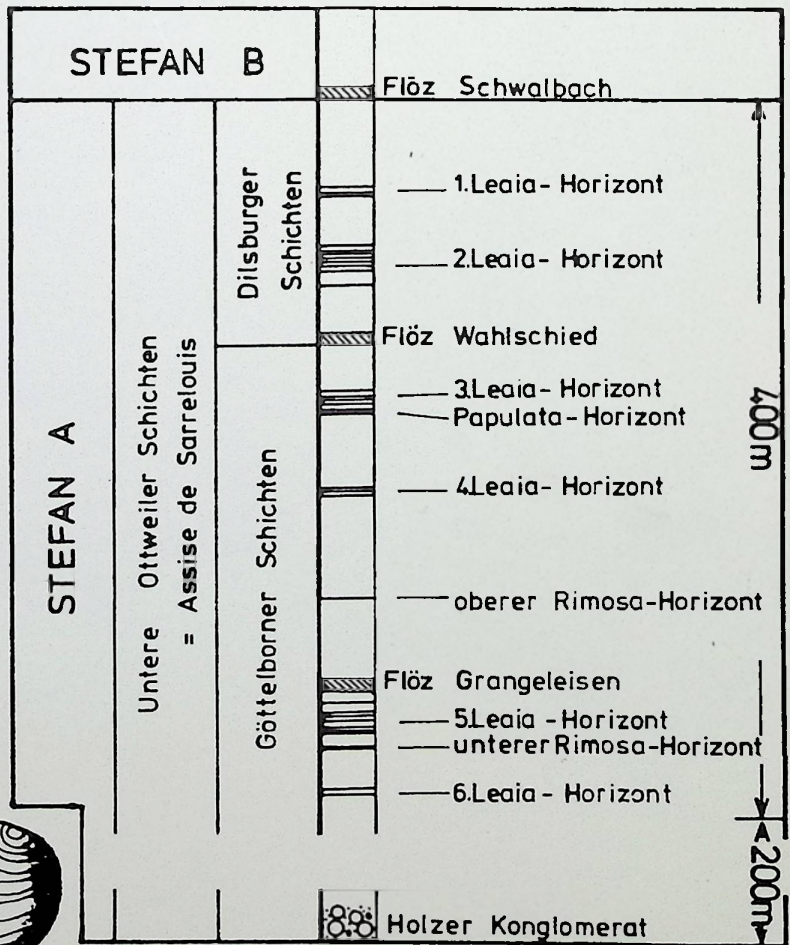 STEFAN B
Flöz Schwalbach
1.Leaia-Horizont
2.Leaia-Horizont
Dilsburger
Schichten
Flöz Wahlschied
3.Leaia-Horizont
Papulata-Horizont
4.Leaia-Horizont
oberer Rimosa-Horizont
Flöz Grangeleisen
5.Leaia-Horizont
unterer Rimosa-Horizont
6.Leaia-Horizont
Göttelborner Schichten
Untere Ottweiler Schichten
= Assise de Sarrelouis
STEFAN A
400m
200m
Holzer Konglomerat